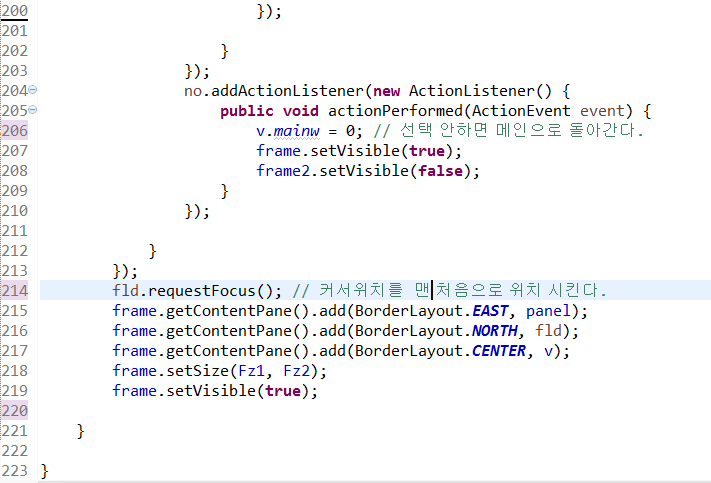 200 });
201
202 }
203 });
204 no.addActionListener(new ActionListener() {
205 public void actionPerformed(ActionEvent event) {
206 v.mainw = 0; // 선택 안하면 메인으로 돌아간다.
207 frame.setVisible(true);
208 frame2.setVisible(false);
209 }
210 });
211
212 }
213 });
214 fld.requestFocus(); // 커서위치를 맨 처음으로 위치 시킨다.
215 frame.getContentPane().add(BorderLayout.EAST, panel);
216 frame.getContentPane().add(BorderLayout.NORTH, fld);
217 frame.getContentPane().add(BorderLayout.CENTER, v);
218 frame.setSize(Fz1, Fz2);
219 frame.setVisible(true);
220
221 }
222
223 }